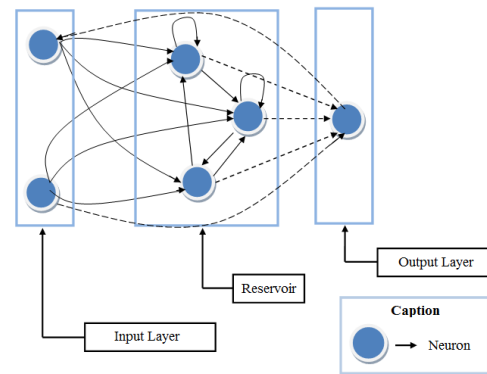 Output Layer
Reservoir
Input Layer
Caption
Neuron